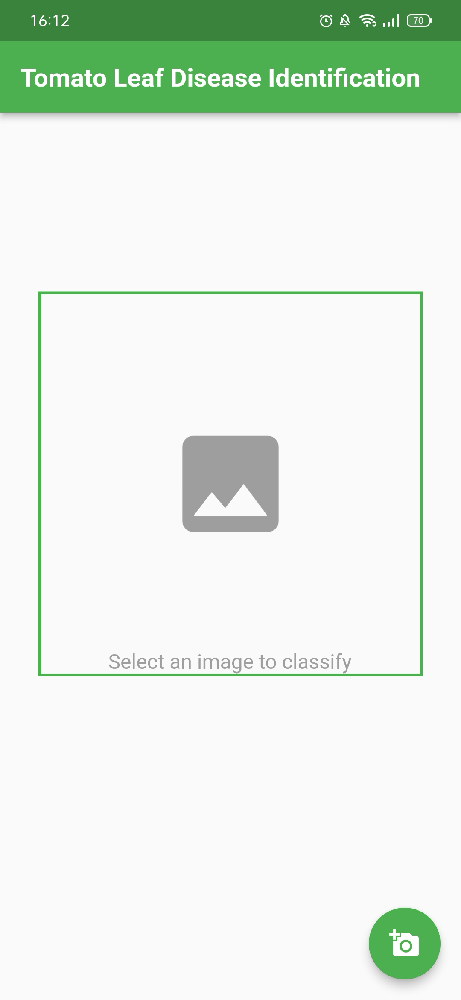 16:12
70
Tomato Leaf Disease Identification
Select an image to classify